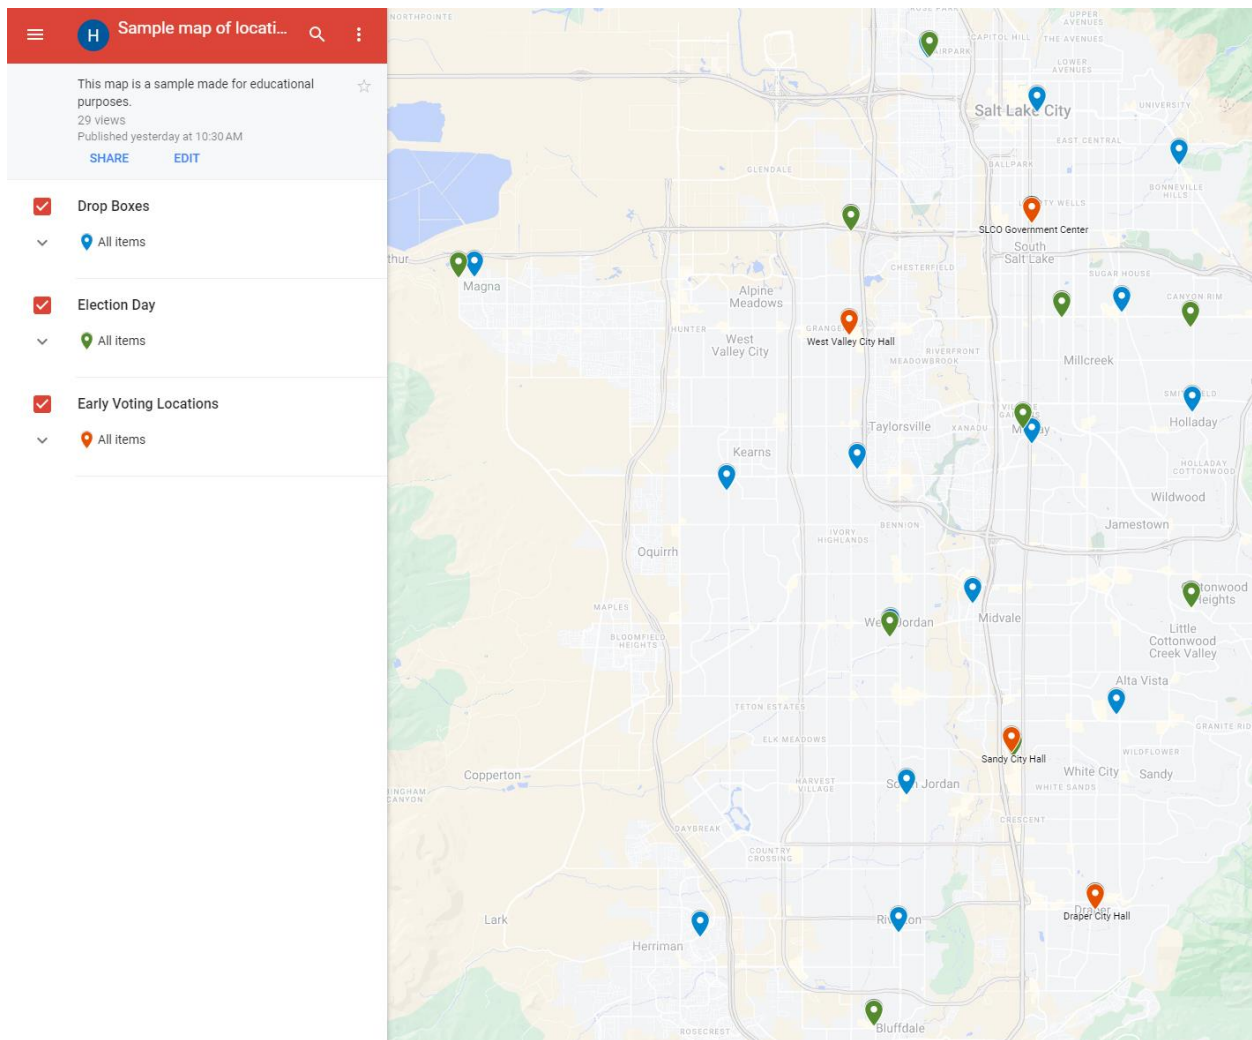 H
Sample map of locati...
This map is a sample made for educational
purposes.
29 views
Published yesterday at 10:30 AM
SHARE
EDIT
Drop Boxes
All items
Election Day
All items
Early Voting Locations
All items
NORTHPOINTE
UPPER
AVENUES
CAPITOL HILL
THE AVENUES
LOWER
AVENUES
Salt Lake City
UNIVERSITY
EAST CENTRAL
BALLPARK
GLENDALE
BONNEVILLE
HILLS
WELLS
SLCO Government Center
South
Salt Lake
thur
Magna
CHESTERFIELD
SUGAR HOUSE
Alpine
Meadows
CANYON RIM
HUNTER
West
Valley City
West Valley City Hall
RIVERFRONT
MEADOWBROOK
Millcreek
Holladay
Taylorsville
XANADU
Kearns
HOLLADAY
COTTONWOOD
Wildwood
Jamestown
IVORY
HIGHLANDS
BENNION
Oquirrh
MAPLES
Midvale
Jordan
BLOOMFIELD
HEIGHTS
Little
Cottonwood
Creek Valley
Alta Vista
TETON ESTATES
GRANITE RID
ELK MEADOWS
Sandy City Hall
WILDFLOWER
White City
Sandy
WHITE SANDS
Copperton
INGHAM
CANYON
HARVEST
VILLAGE
Jordan
CRESCENT
DAYBREAK
COUNTRY
CROSSING
Lark
Herriman
Draper City Hall
Bluffdale
ROSECREST